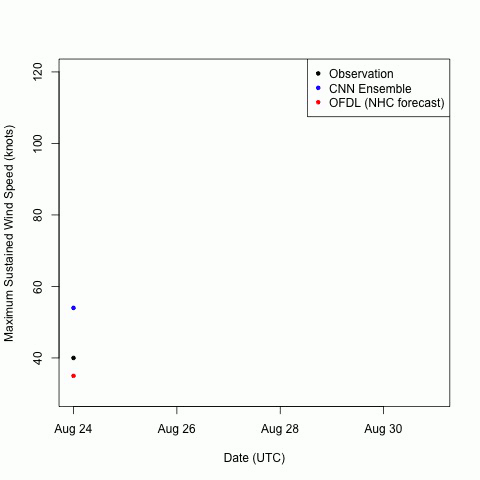 Observation
CNN Ensemble
OFDL (NHC forecast)
Maximum Sustained Wind Speed (knots)
120
100
80
60
40
Aug 24 Aug 26 Aug 28 Aug 30
Date (UTC)